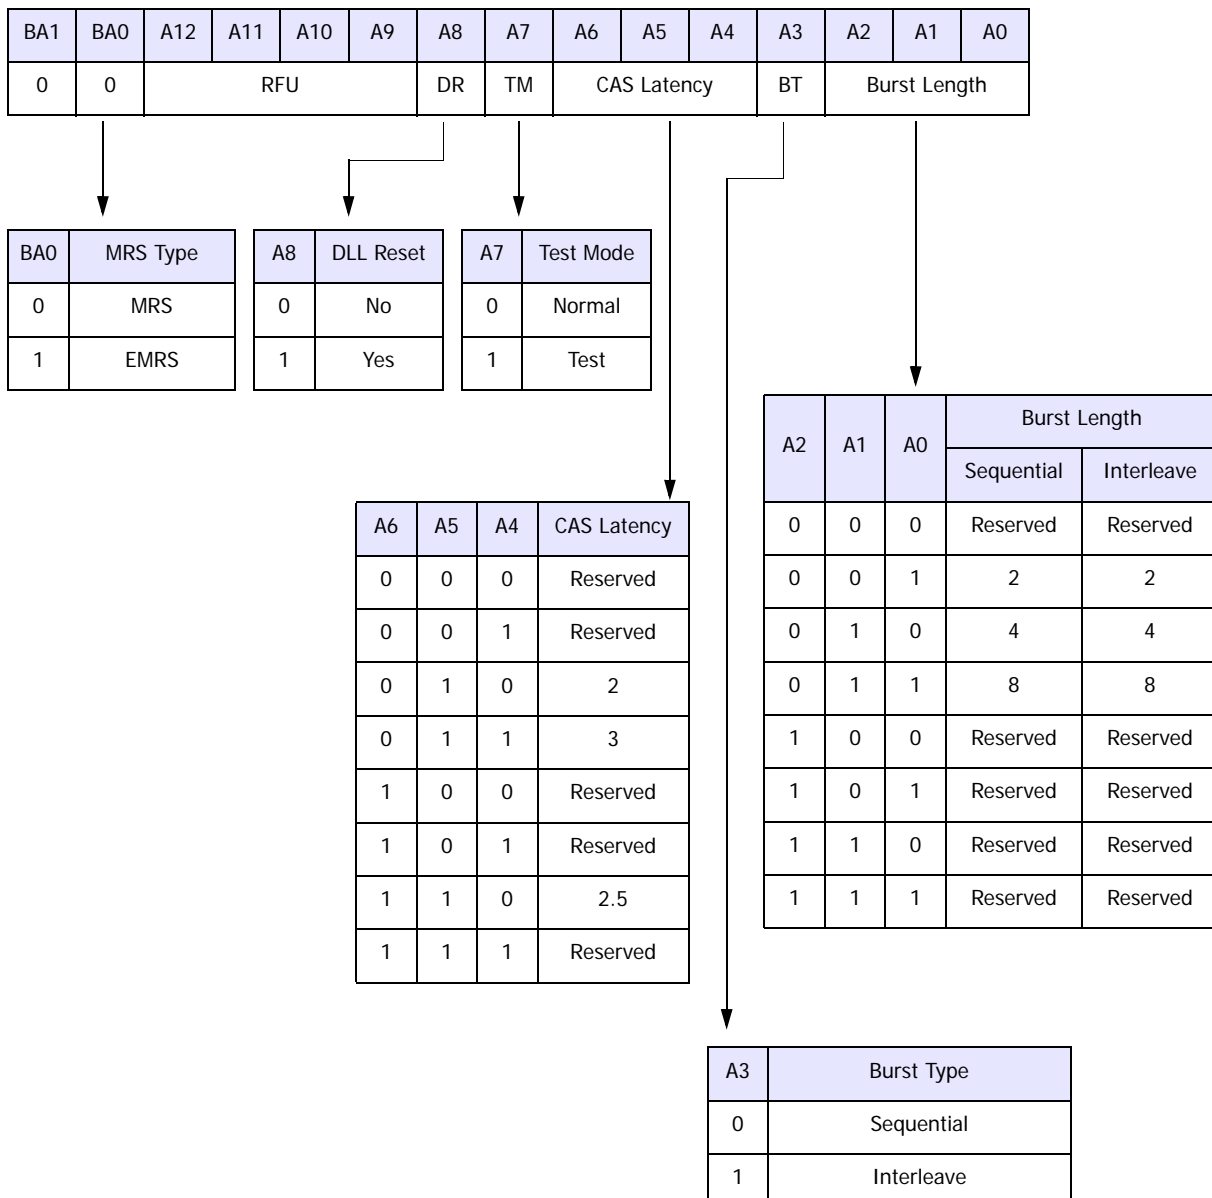 BA1 BA0 A12 A11 A10 A9 A8 A7 A6 A5 A4 A3 A2 A1 A0
0 0 RFU DR TM CAS Latency BT Burst Length
BA0 MRS Type
0 MRS
1 EMRS
A8 DLL Reset
0 No
1 Yes
A7 Test Mode
0 Normal
1 Test
A2 A1 A0 Burst Length
Sequential Interleave
0 0 0 Reserved Reserved
0 0 1 2 2
0 1 0 4 4
0 1 1 8 8
1 0 0 Reserved Reserved
1 0 1 Reserved Reserved
1 1 0 Reserved Reserved
1 1 1 Reserved Reserved
A6 A5 A4 CAS Latency
0 0 0 Reserved
0 0 1 Reserved
0 1 0 2
0 1 1 3
1 0 0 Reserved
1 0 1 Reserved
1 1 0 2.5
1 1 1 Reserved
A3 Burst Type
0 Sequential
1 Interleave